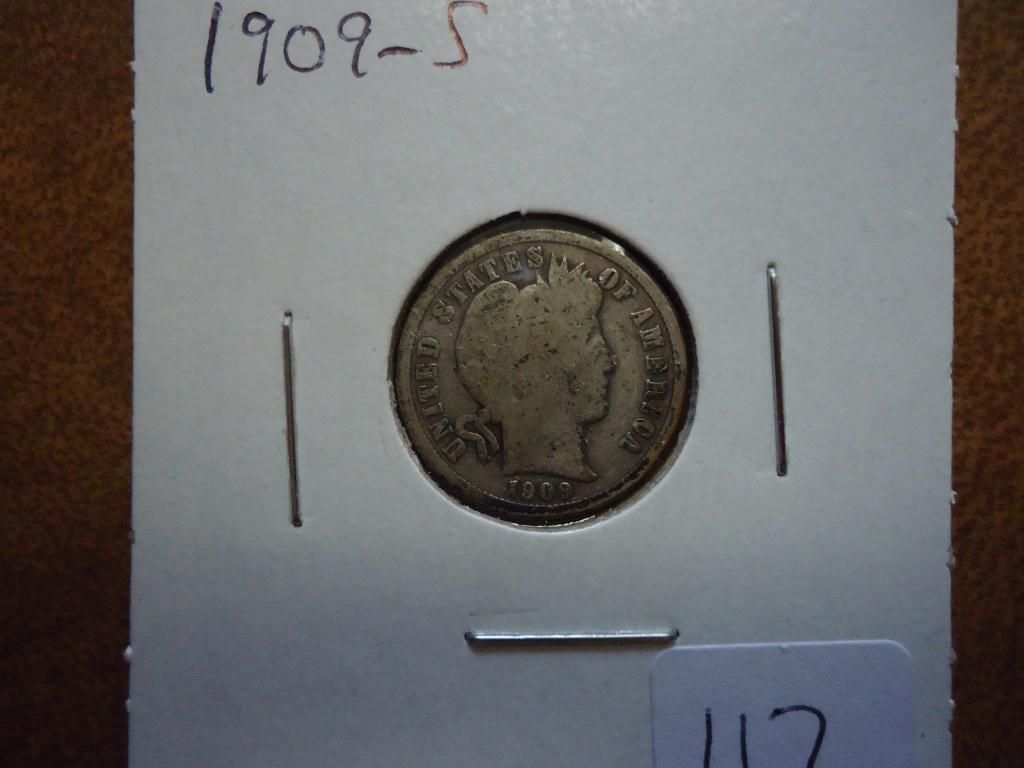 1909-S
UNITED STATES OF AMERICA
1909
117